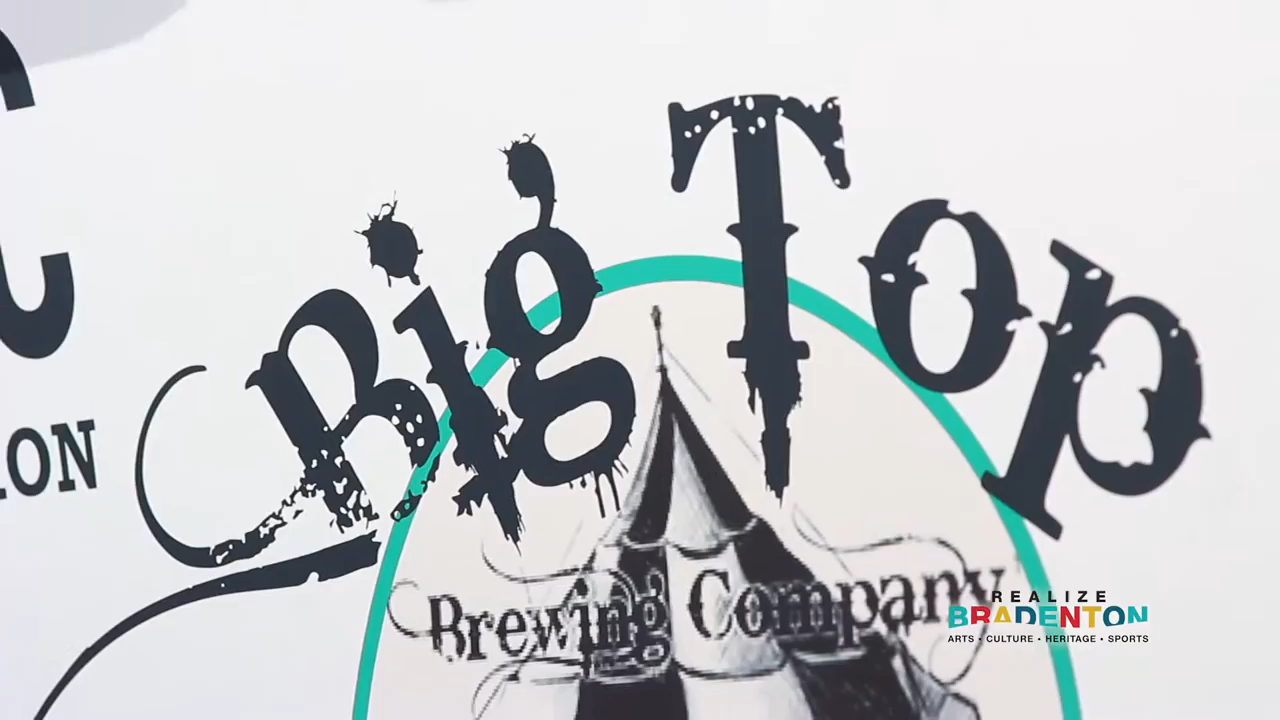 Big Top
Brewing Company
ON
REALIZE
BRADENTON
ARTS • CULTURE • HERITAGE • SPORTS